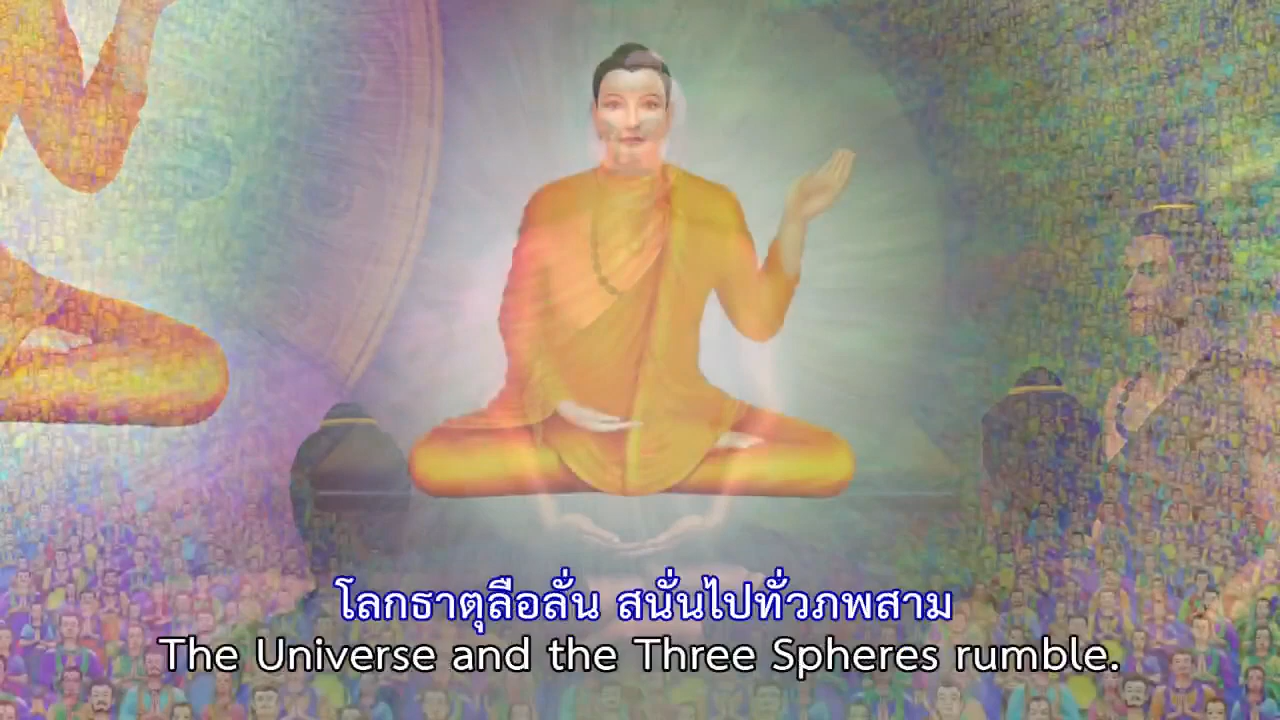 โลกธาตุลือลั่น สนั่นไปทั่วภพสาม
The Universe and the Three Spheres rumble.